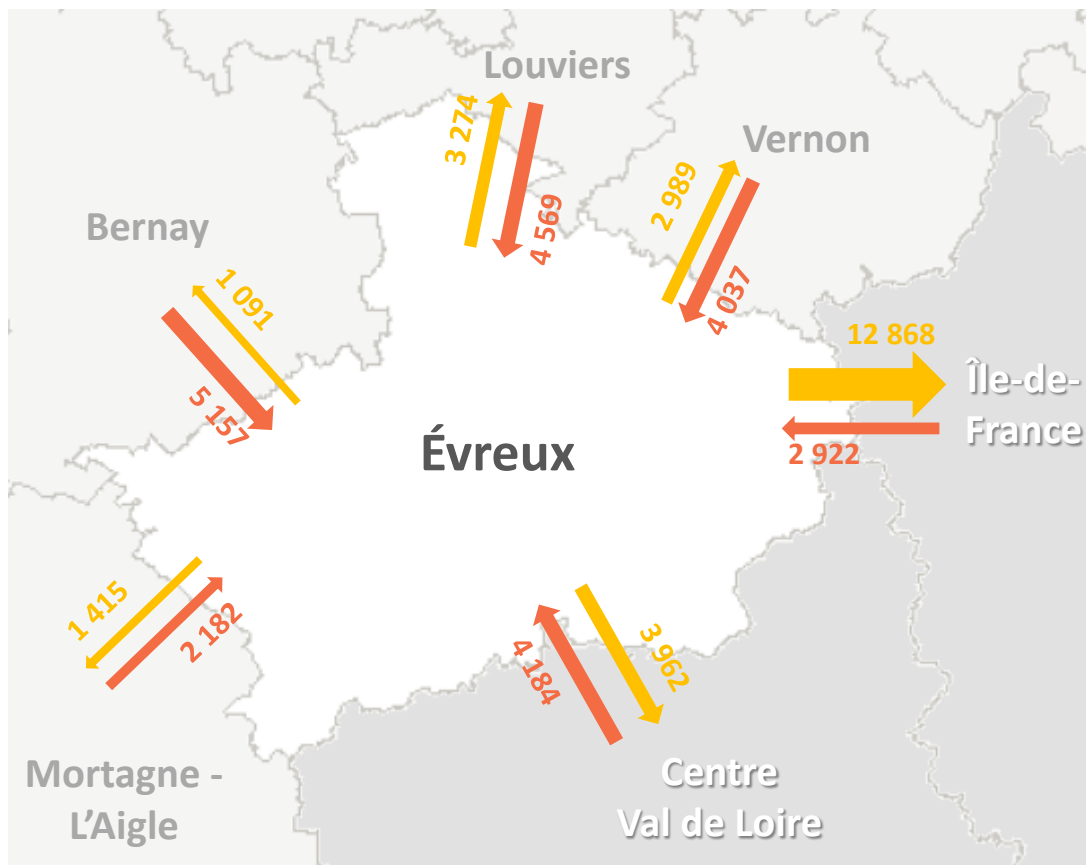 Louviers
3 274
4 569
Vernon
2 989
4 037
Bernay
1 091
5 157
12 868
Île-de-
France
2 922
Évreux
1 415
2 182
3 962
4 184
Mortagne -
L'Aigle
Centre
Val de Loire